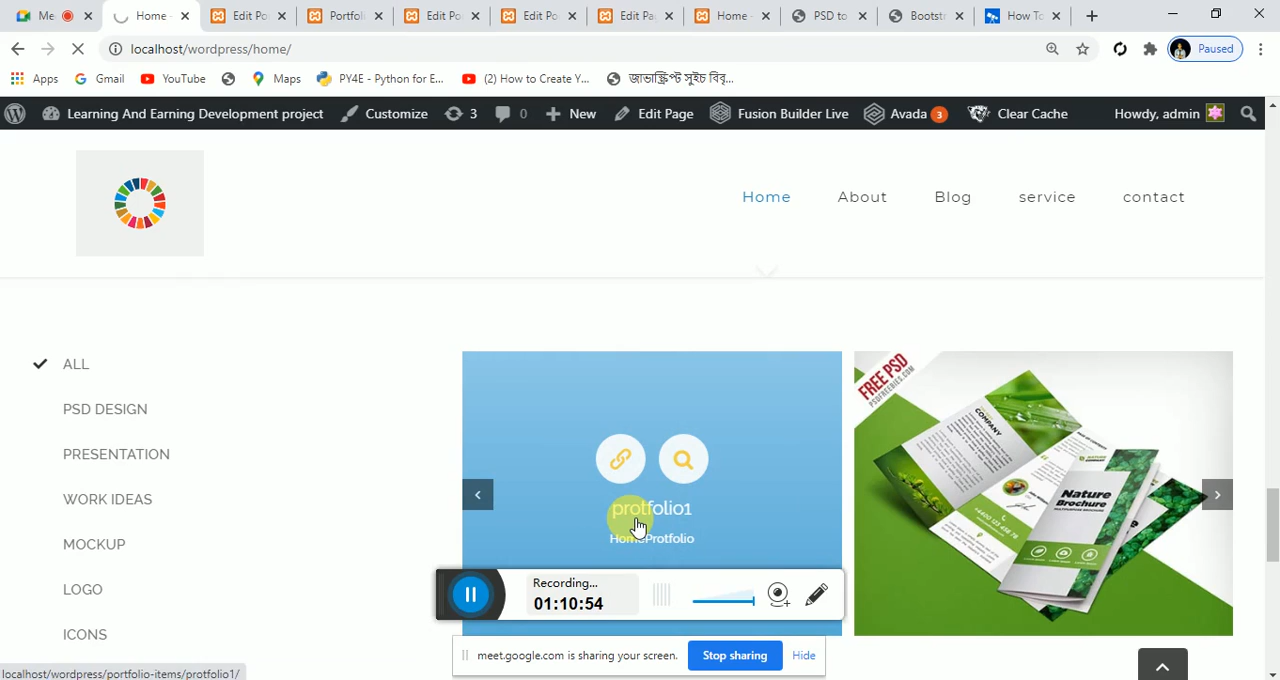 Me
Home -
Edit Po
Portfoli
Edit Po
Edit Po
Edit Pa
Home -
PSD to
Bootstr
How To
localhost/wordpress/home/
Paused
Apps
Gmail
YouTube
Maps
PY4E - Python for E...
(2) How to Create Y...
জাভাস্ক্রিপ্ট সুইচ বিবৃ...
Learning And Earning Development project
Customize
3
0
New
Edit Page
Fusion Builder Live
Avada 3
Clear Cache
Howdy, admin
Home
About
Blog
service
contact
ALL
PSD DESIGN
PRESENTATION
WORK IDEAS
MOCKUP
LOGO
ICONS
protfolio1
HomeProtfolio
FREE PSD
PSDFREEBIES.COM
COMPANY
Nature
Brochure
Recording...
01:10:54
meet.google.com is sharing your screen.
Stop sharing
Hide
localhost/wordpress/portfolio-items/protfolio1/